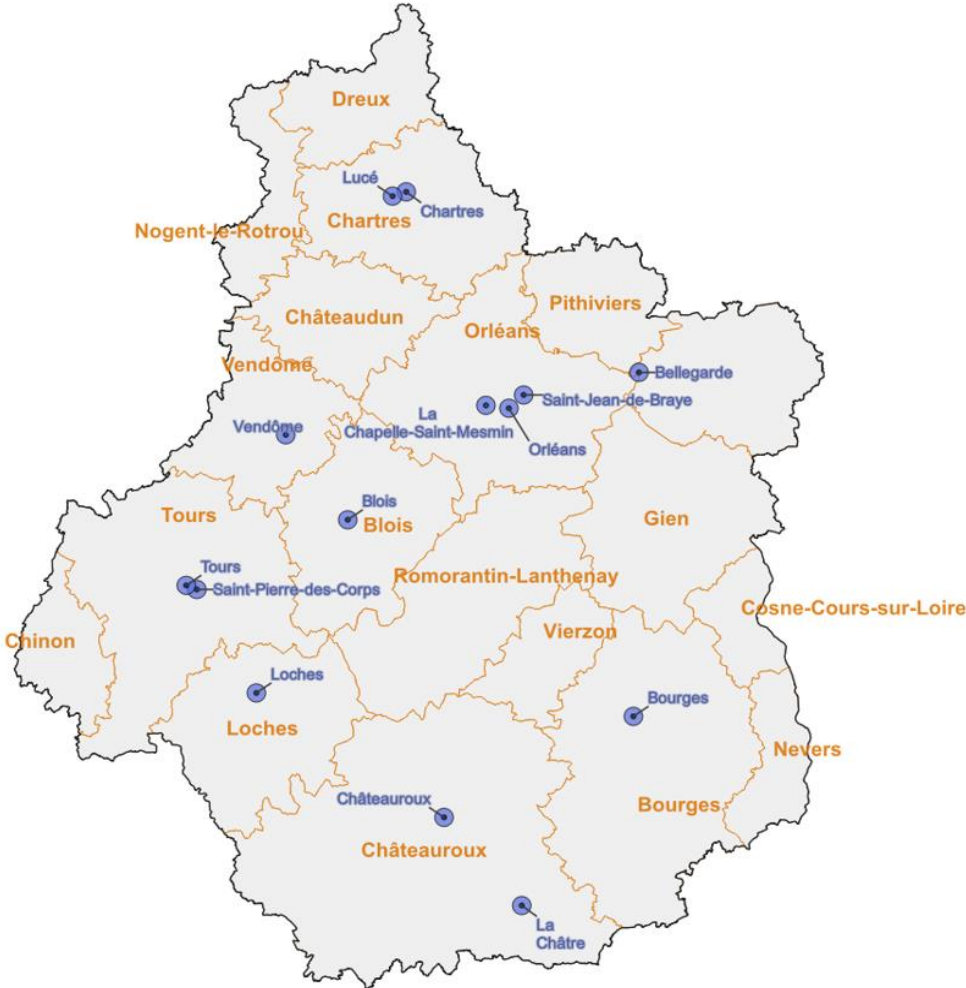 Dreux
Lucé
Chartres
Chartres
Nogent-le-Rotrou
Pithiviers
Châteaudun
Orléans
Vendôme
Bellegarde
Saint-Jean-de-Braye
La
Chapelle-Saint-Mesmin
Vendôme
Orléans
Blois
Blois
Tours
Gien
Tours
Saint-Pierre-des-Corps
Romorantin-Lanthenay
Cosne-Cours-sur-Loire
Chinon
Vierzon
Loches
Bourges
Loches
Nevers
Châteauroux
Bourges
Châteauroux
La
Châtre